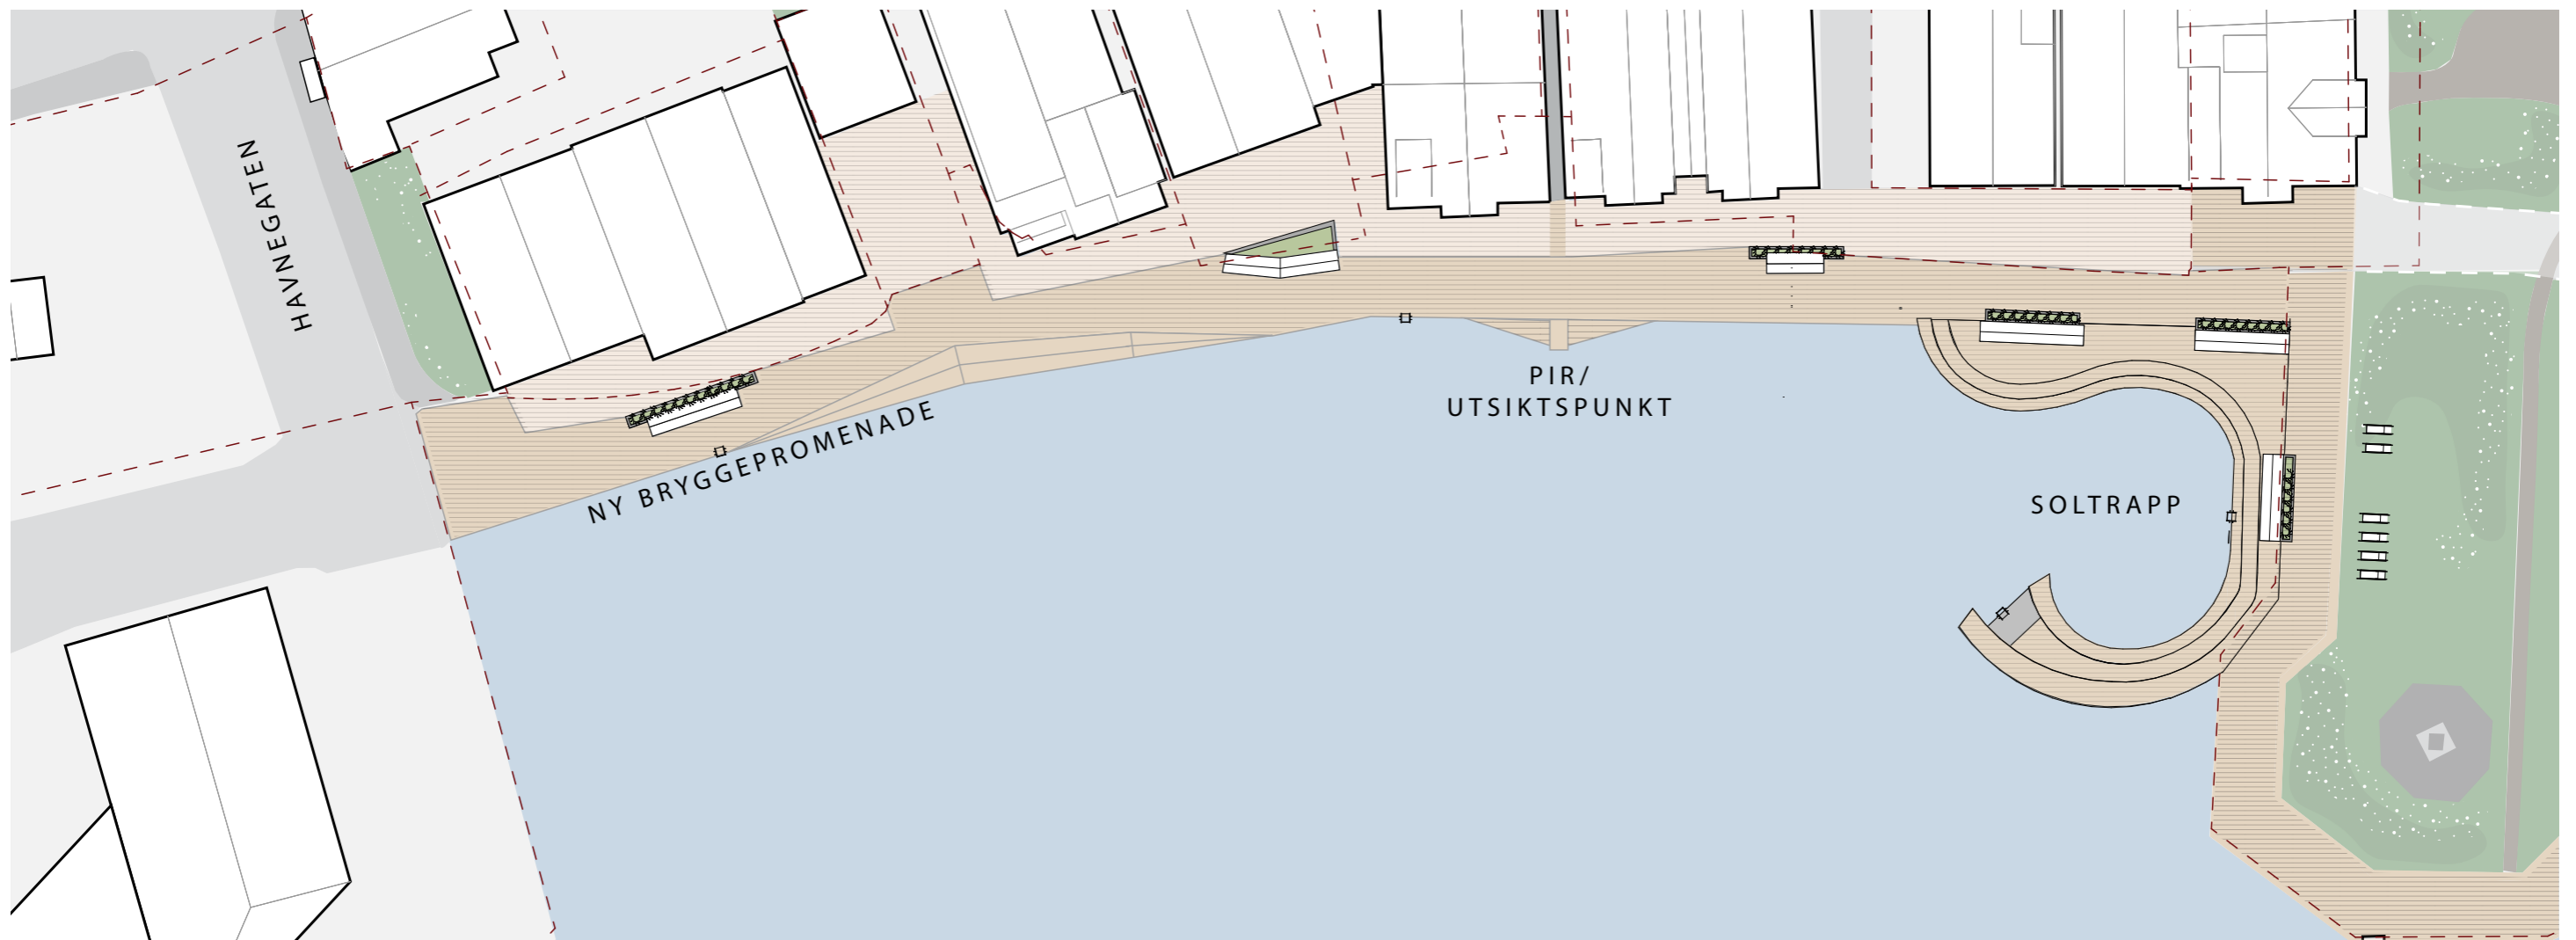 HAVNEGATEN
NY BRYGGEPROMENADE
PIR/
UTSIKTSPUNKT
SOLTRAPP